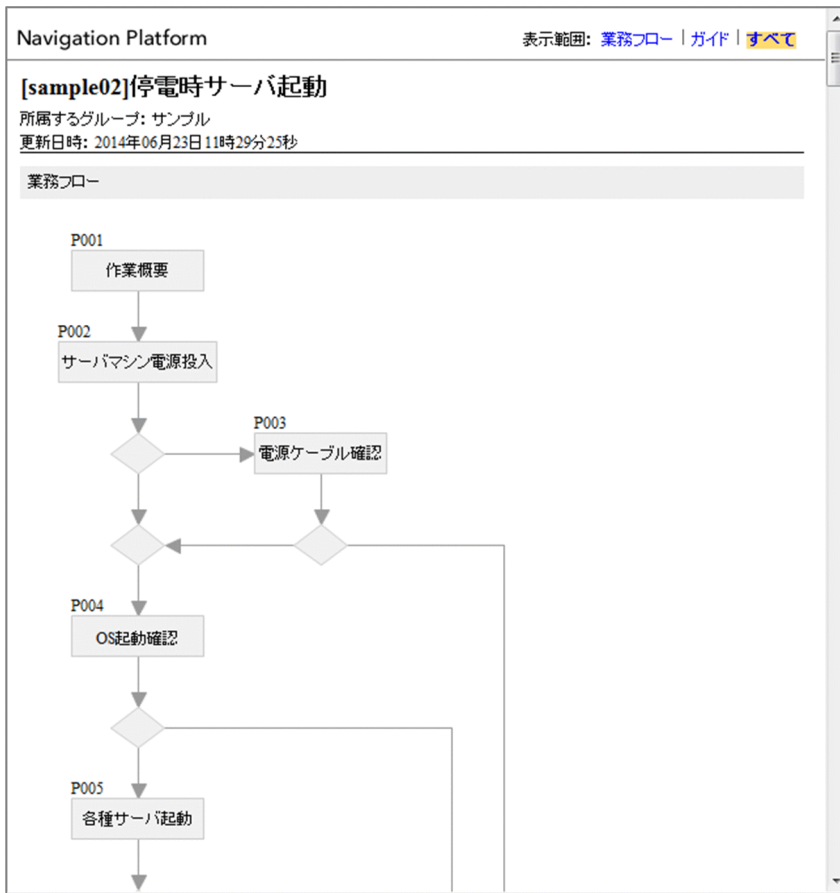 Navigation Platform
表示範囲: 業務フロー | ガイド | すべて
[sample02]停電時サーバ起動
所属するグループ: サンプル
更新日時: 2014年06月23日11時29分25秒
業務フロー
P001
作業概要
P002
サーバマシン電源投入
P003
電源ケーブル確認
P004
OS起動確認
P005
各種サーバ起動